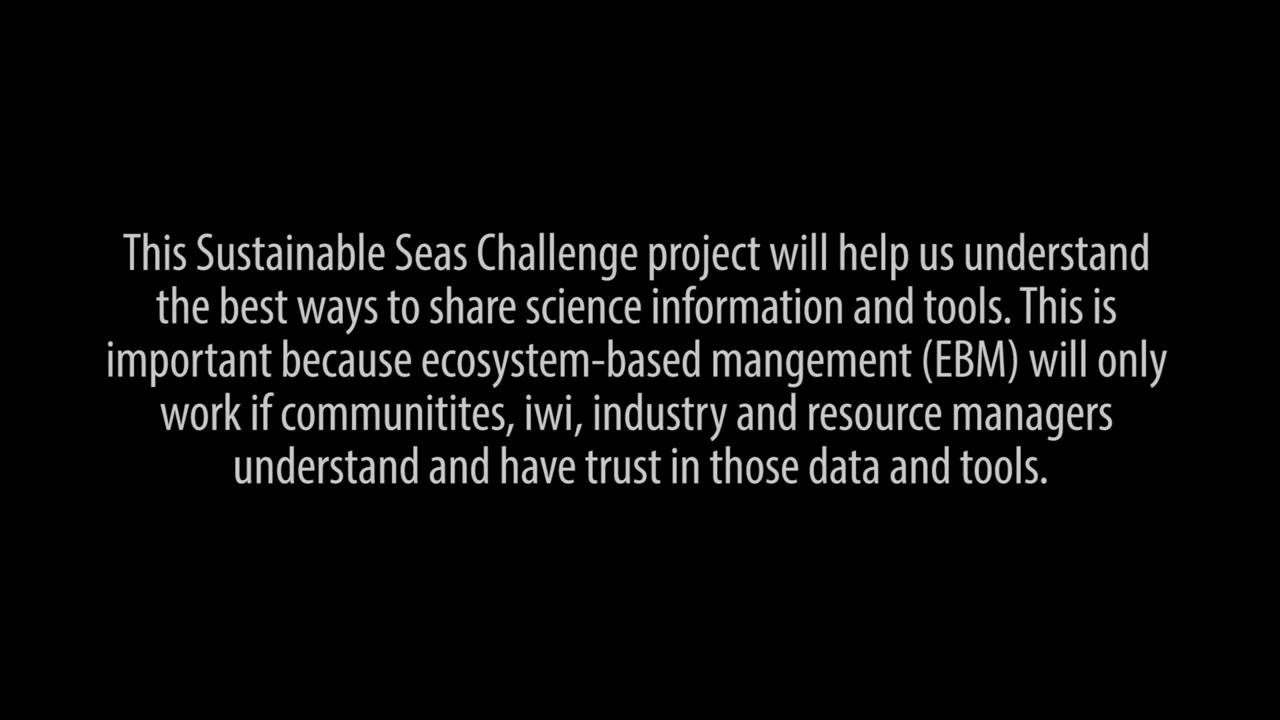 This Sustainable Seas Challenge project will help us understand
the best ways to share science information and tools. This is
important because ecosystem-based mangement (EBM) will only
work if communitites, iwi, industry and resource managers
understand and have trust in those data and tools.